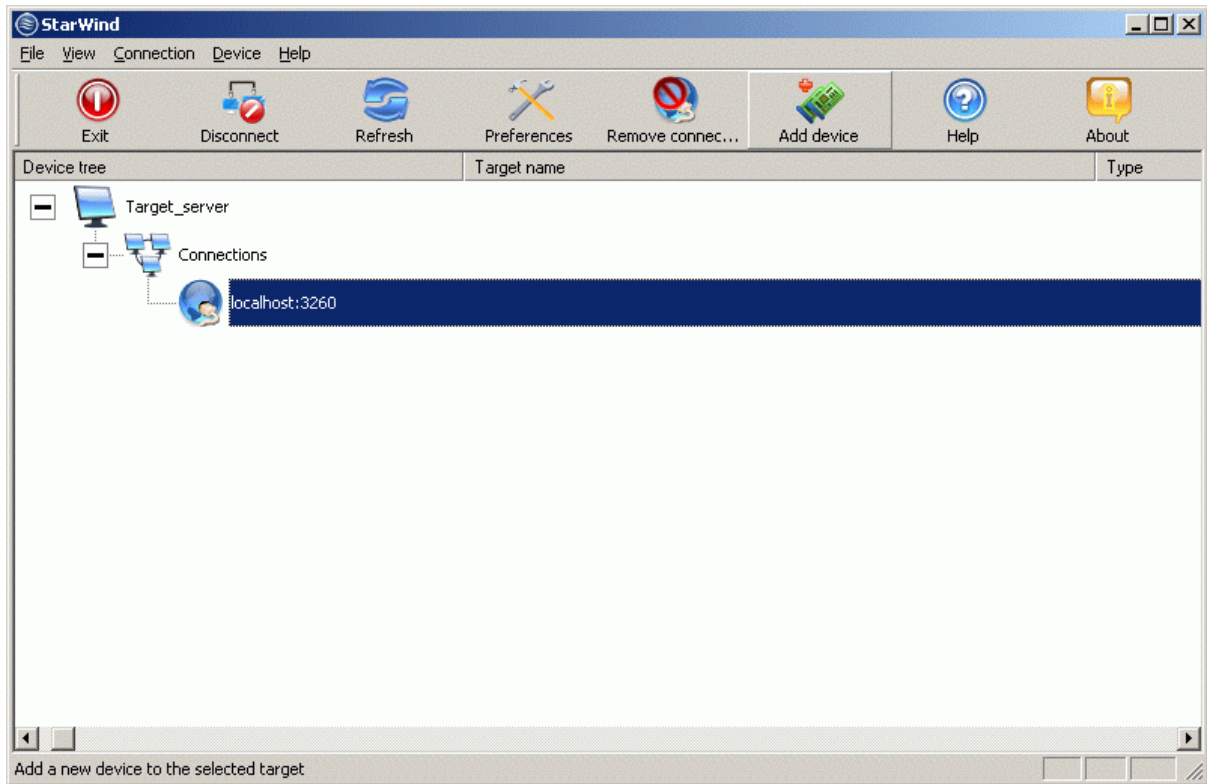 StarWind
File View Connection Device Help
Exit Disconnect Refresh Preferences Remove connec... Add device Help About
Device tree Target name Type
Target_server
Connections
localhost:3260
Add a new device to the selected target